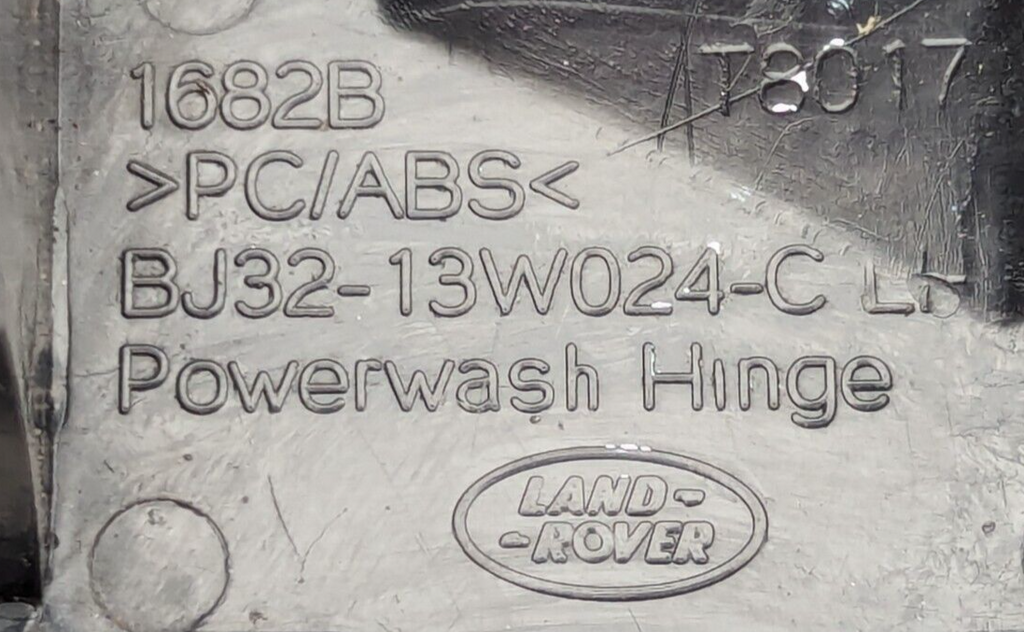 1682B T8017
>PC/ABS<
BJ32-13W024-C
Powerwash Hinge
LAND-
-ROVER